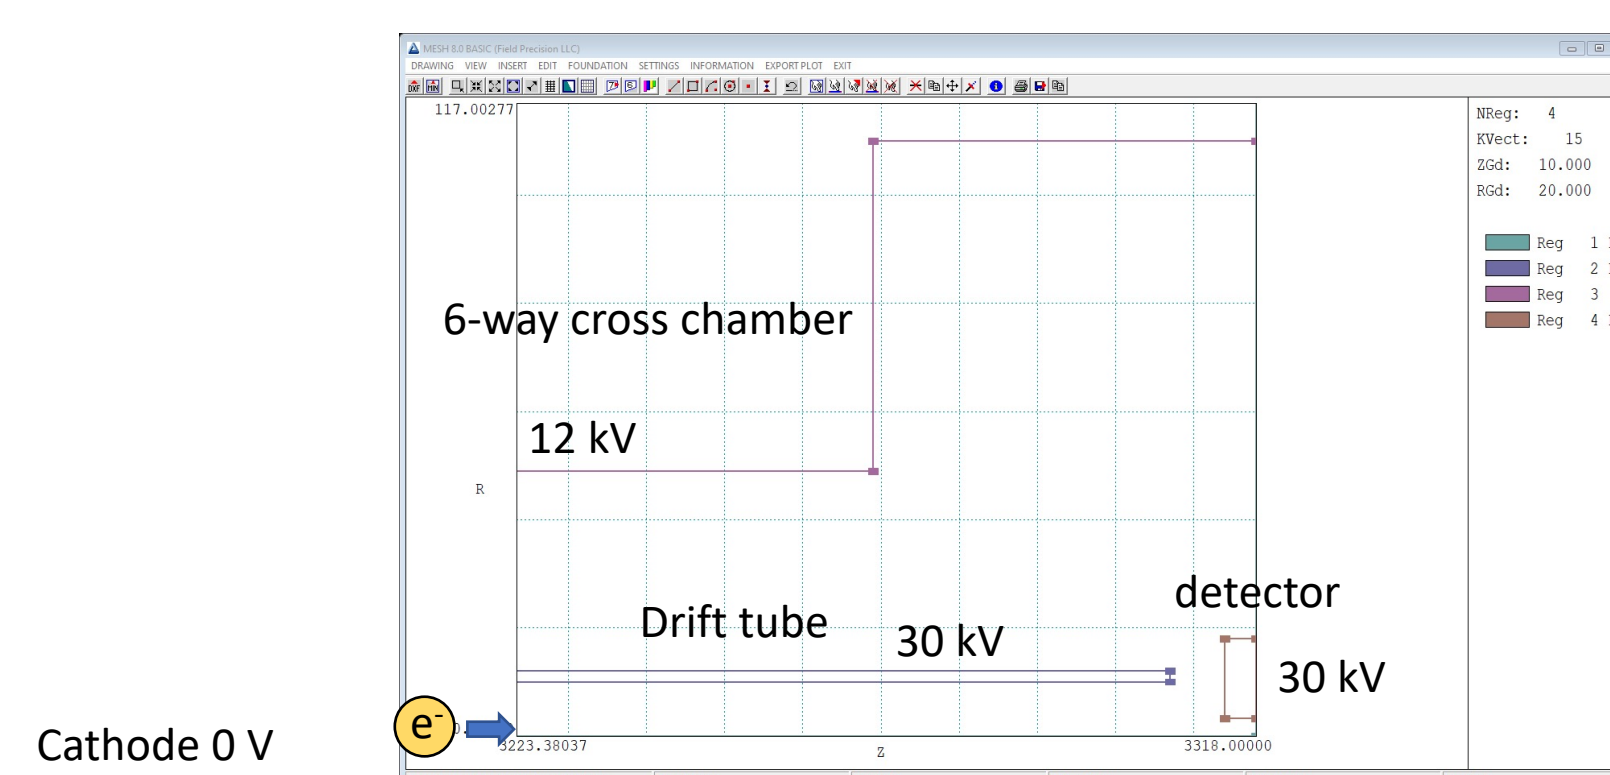 MESH 8.0 BASIC (Field Precision LLC)
DRAWING VIEW INSERT EDIT FOUNDATION SETTINGS INFORMATION EXPORT PLOT EXIT
117.00277
NReg: 4
KVect: 15
ZGd: 10.000
RGd: 20.000
Reg 1
Reg 2
Reg 3
Reg 4
6-way cross chamber
12 kV
R
detector
Drift tube
30 kV
30 kV
e-
Cathode 0 V
3223.38037
Z
3318.00000